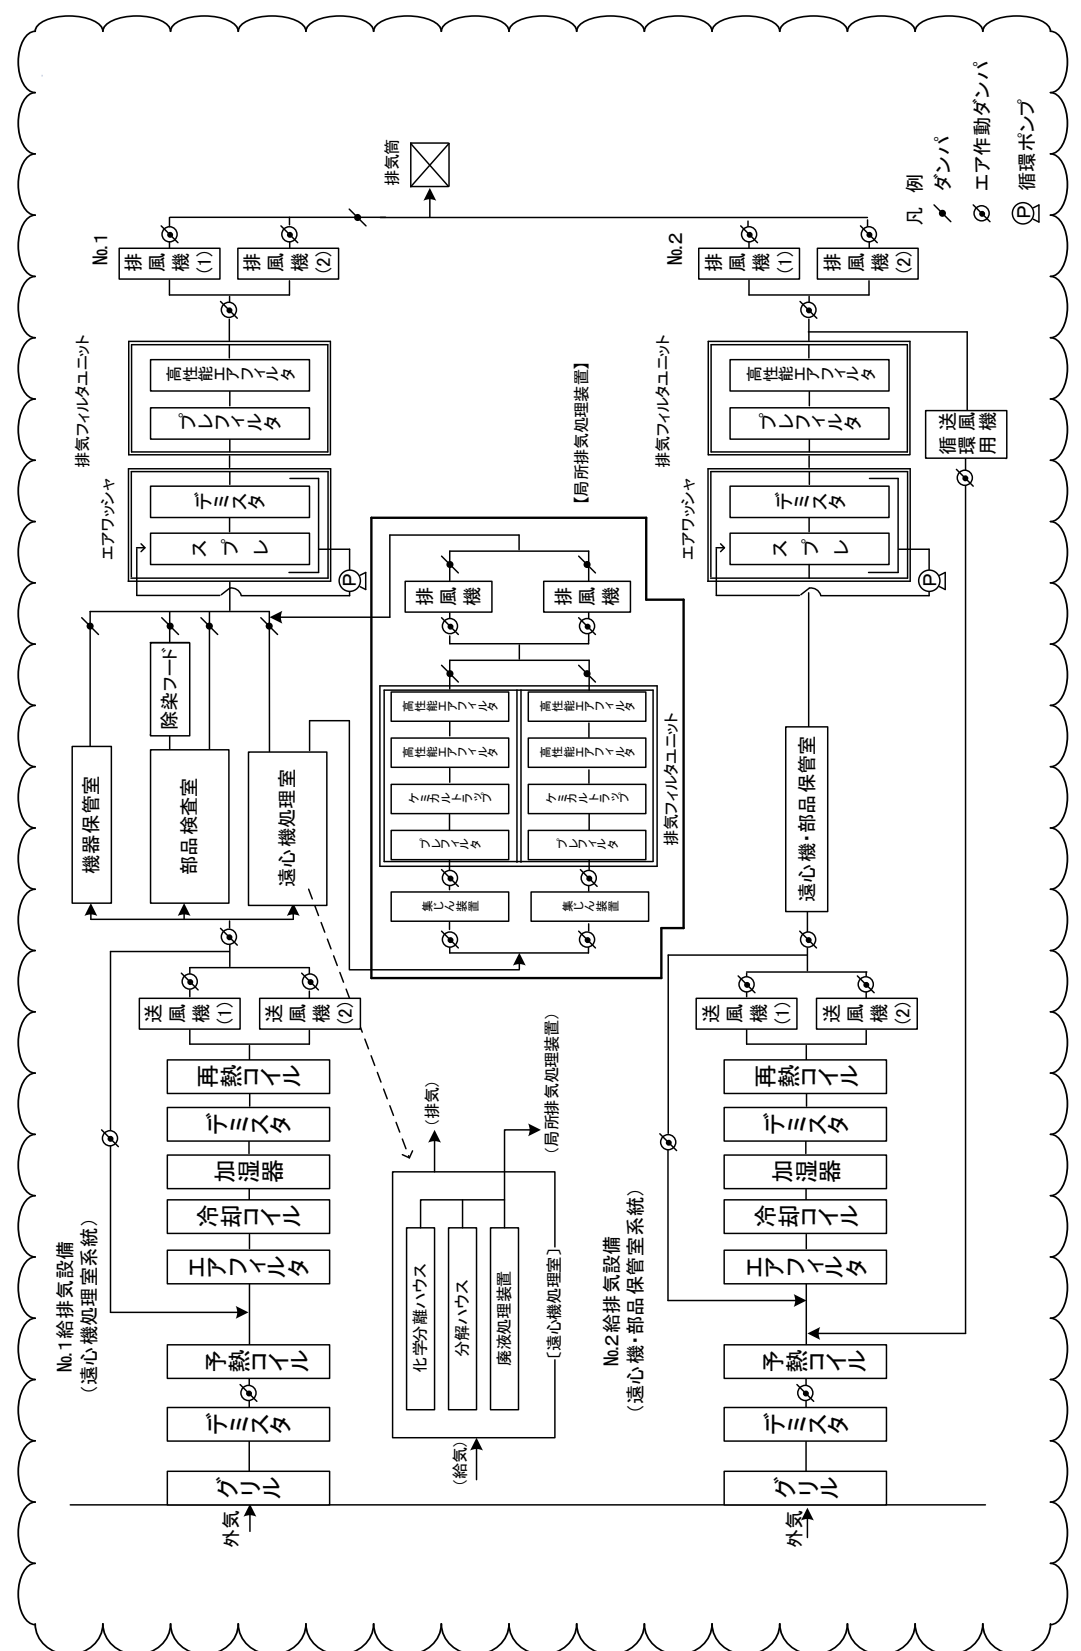 No.1給排気設備
(遠心機処理室系統)
外気
グリル
デミスタ
予熱コイル
エアフィルタ
冷却コイル
加湿器
デミスタ
再熱コイル
送風機(1)
送風機(2)
機器保管室
部品検査室
遠心機処理室
除染フード
エアワッシャ
スプレ
デミスタ
P
排気フィルタユニット
プレフィルタ
高性能エアフィルタ
No.1
排風機(1)
排風機(2)
排気筒
(給気)
化学分離ハウス
分解ハウス
廃液処理装置
〔遠心機処理室〕
(排気)
(局所排気処理装置)
集じん装置
集じん装置
プレフィルタ
ケミカルトラップ
高性能エアフィルタ
高性能エアフィルタ
プレフィルタ
ケミカルトラップ
高性能エアフィルタ
高性能エアフィルタ
排気フィルタユニット
排風機
排風機
【局所排気処理装置】
No.2給排気設備
(遠心機・部品保管室系統)
外気
グリル
デミスタ
予熱コイル
エアフィルタ
冷却コイル
加湿器
デミスタ
再熱コイル
送風機(1)
送風機(2)
遠心機・部品保管室
エアワッシャ
スプレ
デミスタ
P
排気フィルタユニット
プレフィルタ
高性能エアフィルタ
循環用送風機
No.2
排風機(1)
排風機(2)
凡例
ダンパ
エア作動ダンパ
P 循環ポンプ